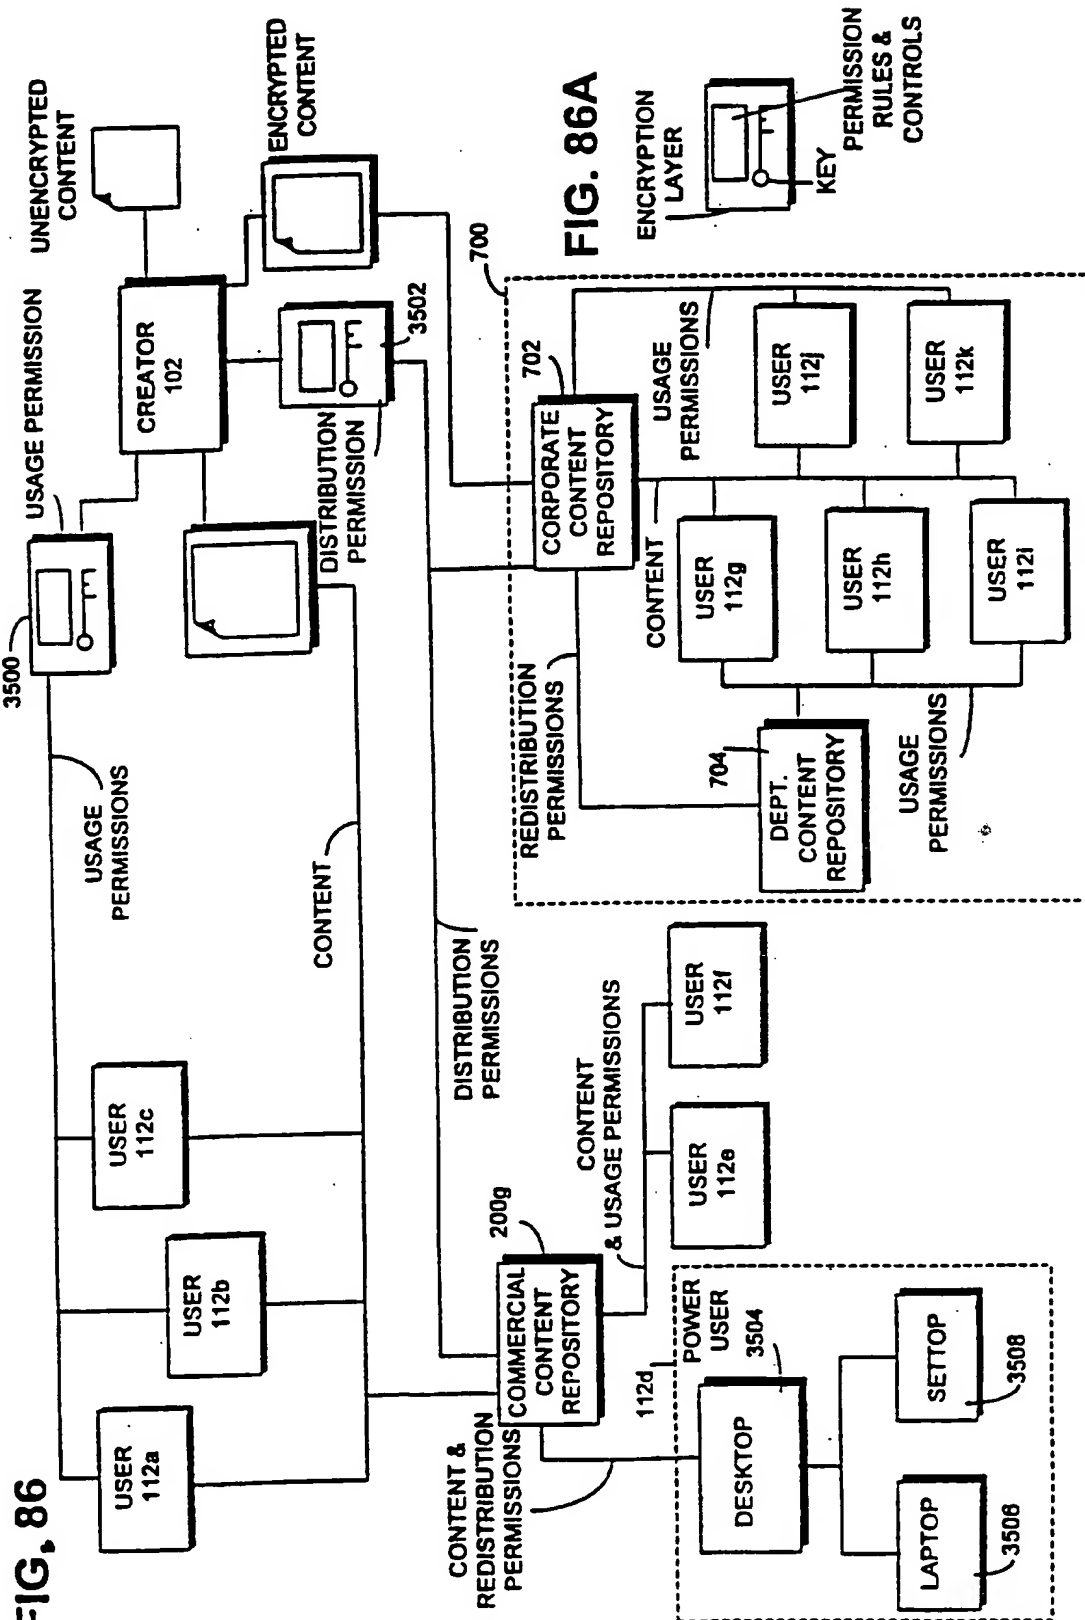 FIG. 86
3500
USAGE PERMISSION
UNENCRYPTED
CONTENT
CREATOR
102
ENCRYPTED
CONTENT
USAGE
PERMISSIONS
DISTRIBUTION
PERMISSION
3502
CONTENT
USER
112a
USER
112b
USER
112c
DISTRIBUTION
PERMISSIONS
FIG. 86A
ENCRYPTION
LAYER
KEY
PERMISSION
RULES &
CONTROLS
700
702
CORPORATE
CONTENT
REPOSITORY
USAGE
PERMISSIONS
CONTENT
REDISTRIBUTION
PERMISSIONS
USER
112g
USER
112j
USER
112h
USER
112k
USER
112i
704
DEPT.
CONTENT
REPOSITORY
USAGE
PERMISSIONS
200g
COMMERCIAL
CONTENT
REPOSITORY
CONTENT
& USAGE PERMISSIONS
USER
112e
USER
112f
CONTENT &
REDISTRIBUTION
PERMISSIONS
112d
POWER
USER
3504
DESKTOP
LAPTOP
3506
SETTOP
3508